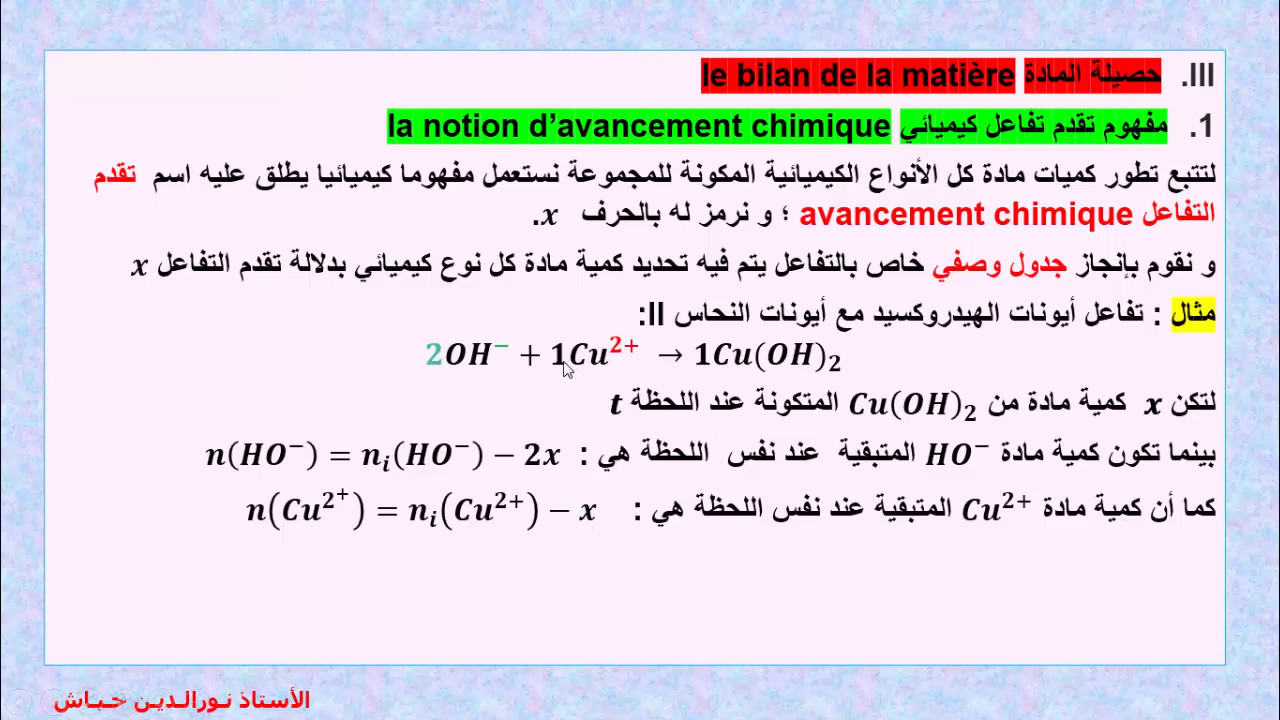 III. حصيلة المادة le bilan de la matière
1. مفهوم تقدم تفاعل كيميائي la notion d’avancement chimique
لتتبع تطور كميات مادة كل الأنواع الكيميائية المكونة للمجموعة نستعمل مفهوما كيميائيا يطلق عليه اسم تقدم
التفاعل avancement chimique ؛ و نرمز له بالحرف x.
و نقوم بإنجاز جدول وصفي خاص بالتفاعل يتم فيه تحديد كمية مادة كل نوع كيميائي بدلالة تقدم التفاعل x
مثال : تفاعل أيونات الهيدروكسيد مع أيونات النحاس II:
2OH⁻ + 1Cu²⁺ → 1Cu(OH)₂
لتكن x كمية مادة من Cu(OH)₂ المتكونة عند اللحظة t
بينما تكون كمية مادة HO⁻ المتبقية عند نفس اللحظة هي : n(HO⁻) = nᵢ(HO⁻) − 2x
كما أن كمية مادة Cu²⁺ المتبقية عند نفس اللحظة هي : n(Cu²⁺) = nᵢ(Cu²⁺) − x
الأستاذ نورالدين حباش